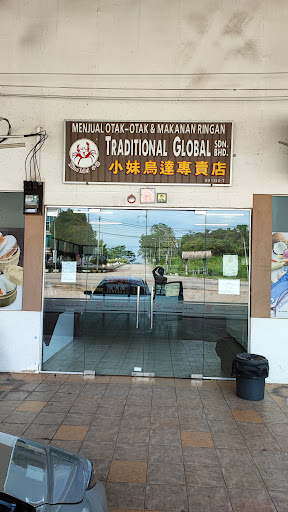 MENJUAL OTAK-OTAK & MAKANAN RINGAN
TRADITIONAL GLOBAL SDN. BHD.
小妹烏達專賣店